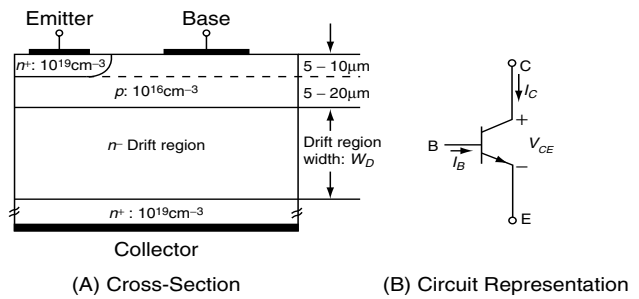 Emitter
Base
n+: 10^19cm−3
5 – 10μm
p: 10^16cm−3
5 – 20μm
n− Drift region
Drift region
width: W_D
n+ : 10^19cm−3
Collector
(A) Cross-Section
C
I_C
+
B
I_B
V_CE
−
E
(B) Circuit Representation